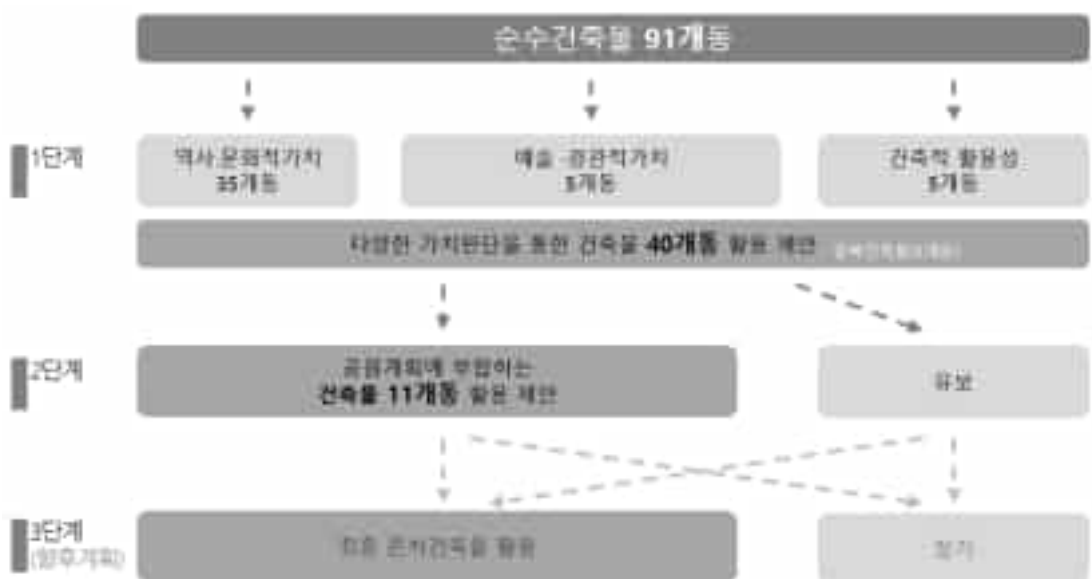 순수건축물 91개동
1단계
역사·문화적가치
35개동
예술·경관적가치
5개동
건축적 활용성
5개동
다양한 가치판단을 통한 건축물 40개동 활용 제안
2단계
공원계획에 부합하는
건축물 11개동 활용 제안
유보
3단계
(향후계획)
최종 존치건축물 활용
철거